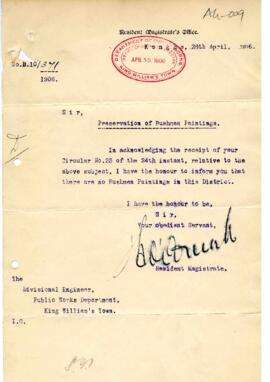 AL-009
Resident Magistrate's Office.
28th April, 1906.
APR 30 1906
KING WILLIAM'S TOWN
No.B.10/371
1906.
Sir,
Preservation of Bushmen Paintings.
In acknowledging the receipt of your
Circular No.23 of the 24th instant, relative to the
above subject, I have the honour to inform you that
there are no Bushmen Paintings in this District.
I have the honour to be,
Sir,
Your obedient Servant,
Resident Magistrate.
The
Divisional Engineer,
Public Works Department,
King William's Town.